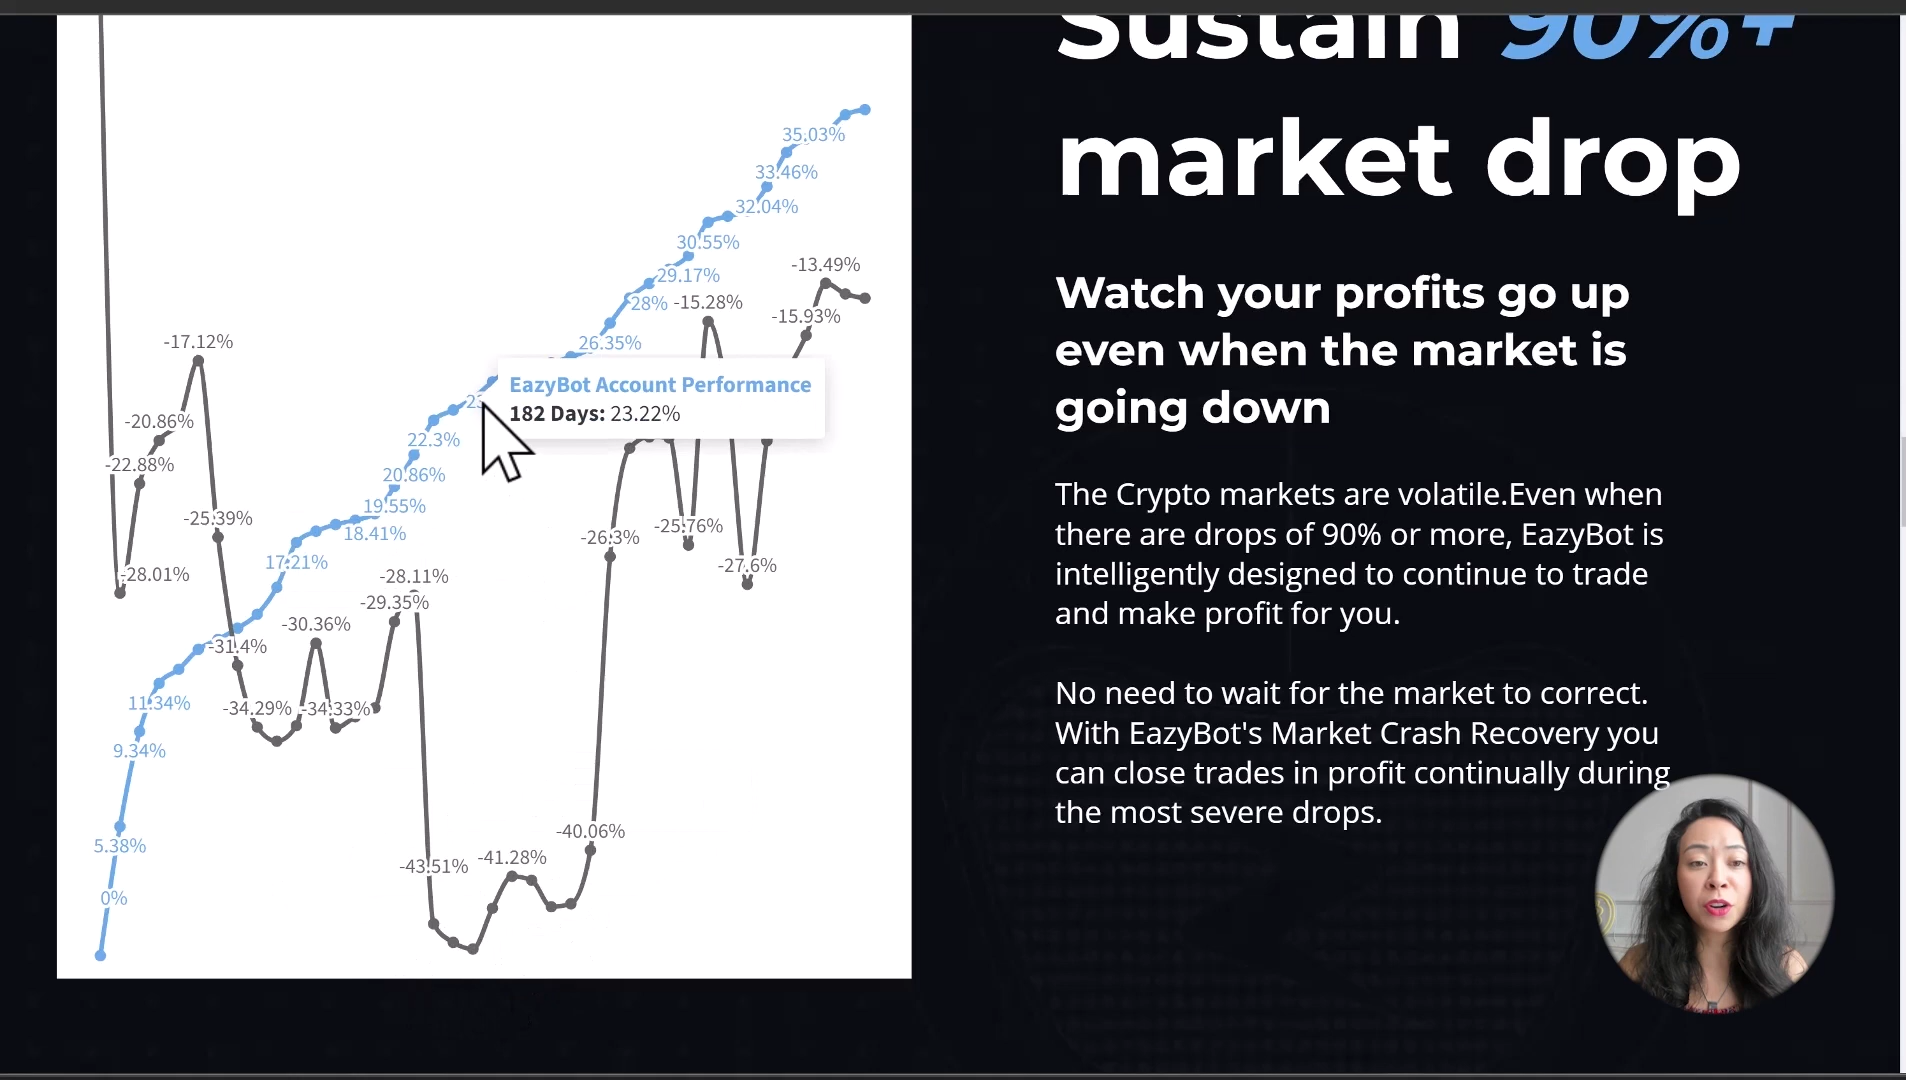 Sustain 90%+
market drop
Watch your profits go up
even when the market is
going down
The Crypto markets are volatile.Even when
there are drops of 90% or more, EazyBot is
intelligently designed to continue to trade
and make profit for you.
No need to wait for the market to correct.
With EazyBot's Market Crash Recovery you
can close trades in profit continually during
the most severe drops.
35.03%
33.46%
32.04%
30.55%
-13.49%
29.17%
28%
-15.28%
-15.93%
26.35%
-17.12%
EazyBot Account Performance
182 Days: 23.22%
-20.86%
22.3%
-22.88%
20.86%
19.55%
-25.39%
18.41%
-25.76%
-26.3%
17.21%
-27.6%
-28.01%
-28.11%
-29.35%
-30.36%
-31.4%
11.34%
-34.29%
-34.33%
9.34%
-40.06%
5.38%
-41.28%
-43.51%
0%